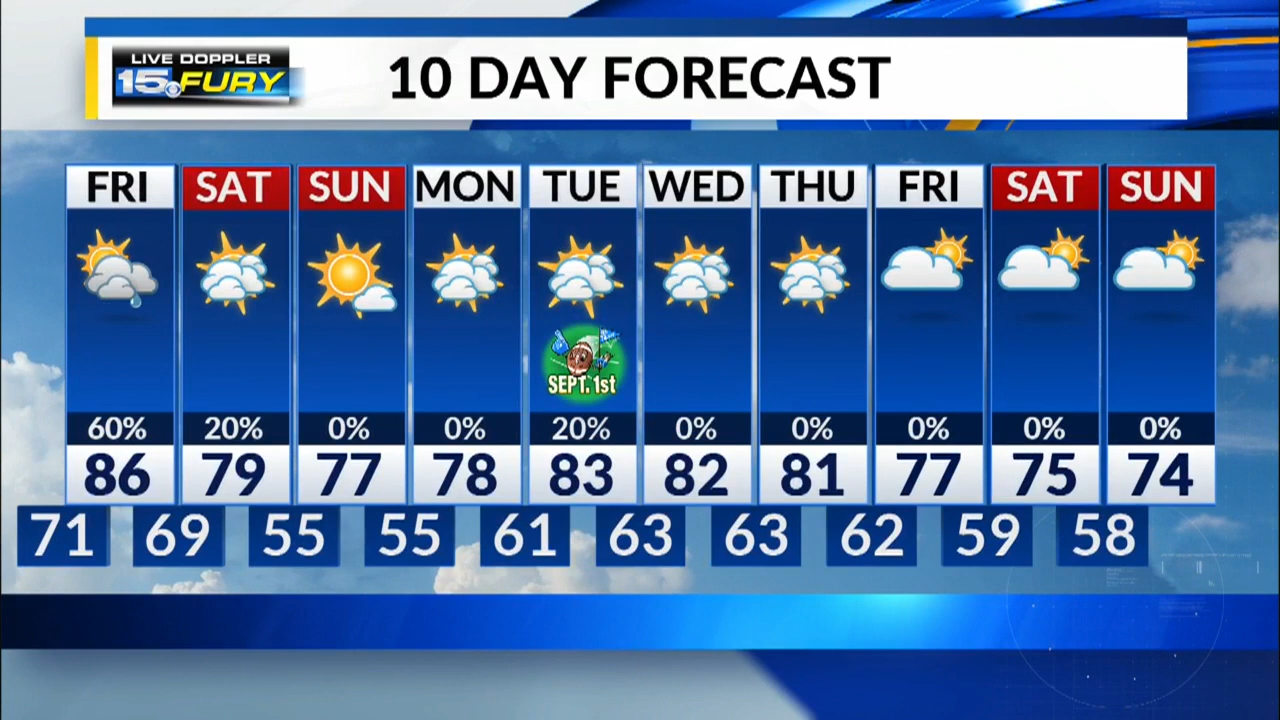 LIVE DOPPLER
15 FURY
10 DAY FORECAST
FRI SAT SUN MON TUE WED THU FRI SAT SUN
SEPT. 1st
60% 20% 0% 0% 20% 0% 0% 0% 0% 0%
86 79 77 78 83 82 81 77 75 74
71 69 55 55 61 63 63 62 59 58